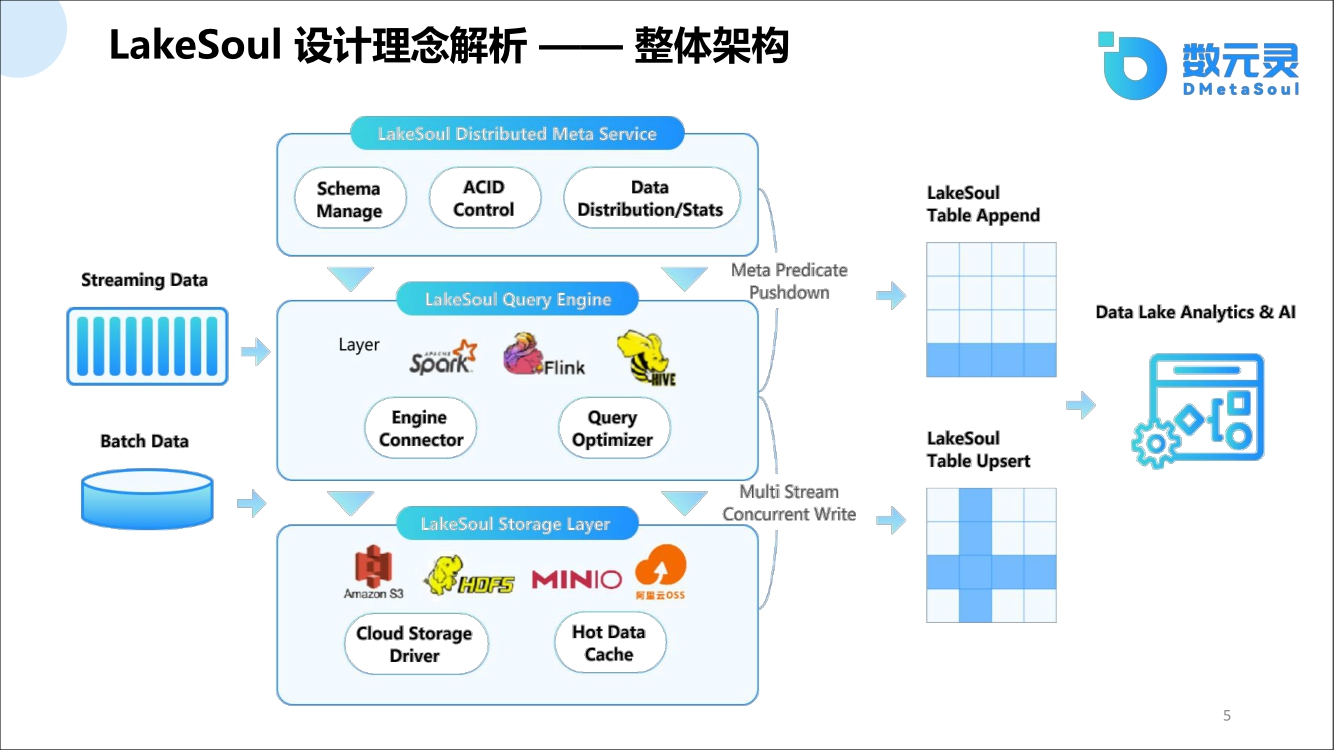 LakeSoul 设计理念解析 —— 整体架构
数元灵
DMetaSoul
LakeSoul Distributed Meta Service
Schema
Manage
ACID
Control
Data
Distribution/Stats
Meta Predicate
Pushdown
Streaming Data
Batch Data
LakeSoul Query Engine
Layer
APACHE
Spark
Flink
HIVE
Engine
Connector
Query
Optimizer
Multi Stream
Concurrent Write
LakeSoul Storage Layer
Amazon S3
HDFS
MINIO
阿里云OSS
Cloud Storage
Driver
Hot Data
Cache
LakeSoul
Table Append
LakeSoul
Table Upsert
Data Lake Analytics & AI
5